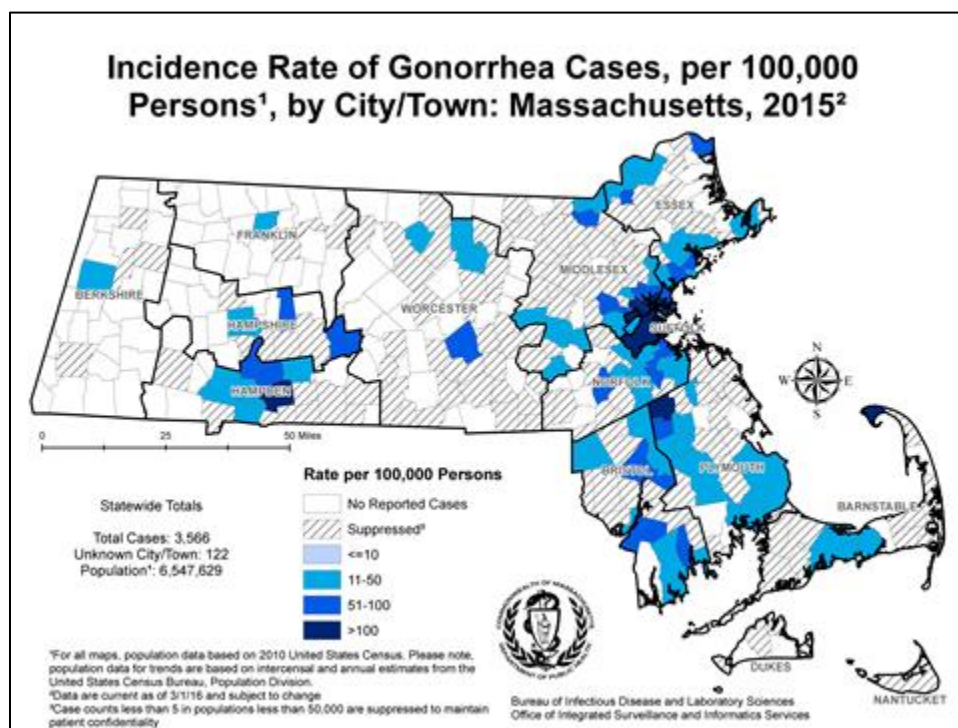 Incidence Rate of Gonorrhea Cases, per 100,000
Persons¹, by City/Town: Massachusetts, 2015²
ESSEX
FRANKLIN
MIDDLESEX
BERKSHIRE
WORCESTER
HAMPSHIRE
SUFFOLK
N
W E
S
HAMPDEN
NORFOLK
0 25 50 Miles
BRISTOL
PLYMOUTH
BARNSTABLE
Rate per 100,000 Persons
No Reported Cases
Suppressed³
<=10
11-50
51-100
>100
Statewide Totals
Total Cases: 3,566
Unknown City/Town: 122
Population¹: 6,547,629
DUKES
NANTUCKET
¹For all maps, population data based on 2010 United States Census. Please note,
population data for trends are based on intercensal and annual estimates from the
United States Census Bureau, Population Division.
²Data are current as of 3/1/16 and subject to change
³Case counts less than 5 in populations less than 50,000 are suppressed to maintain
patient confidentiality
COMMONWEALTH OF MASSACHUSETTS
DEPARTMENT OF PUBLIC HEALTH
Bureau of Infectious Disease and Laboratory Sciences
Office of Integrated Surveillance and Informatics Services